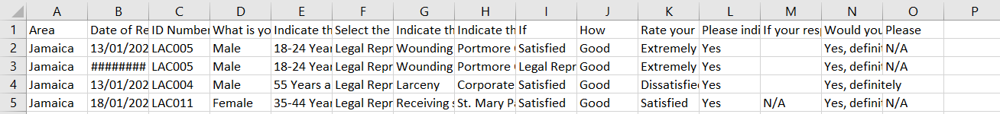 A B C D E F G H I J K L M N O P
1 Area Date of Re ID Number What is yo Indicate th Select the Indicate th Indicate th If How Rate your Please indi If your res Would you Please
2 Jamaica 13/01/202 LAC005 Male 18-24 Year Legal Repr Wounding Portmore Satisfied Good Extremely Yes Yes, definit N/A
3 Jamaica ######## LAC005 Male 18-24 Year Legal Repr Wounding Portmore Legal Repr Good Extremely Yes Yes, definit N/A
4 Jamaica 13/01/202 LAC004 Male 55 Years a Legal Repr Larceny Corporate Satisfied Good Dissatisfie Yes Yes, definitely
5 Jamaica 18/01/202 LAC011 Female 35-44 Year Legal Repr Receiving s St. Mary Pa Satisfied Good Satisfied Yes N/A Yes, definit N/A